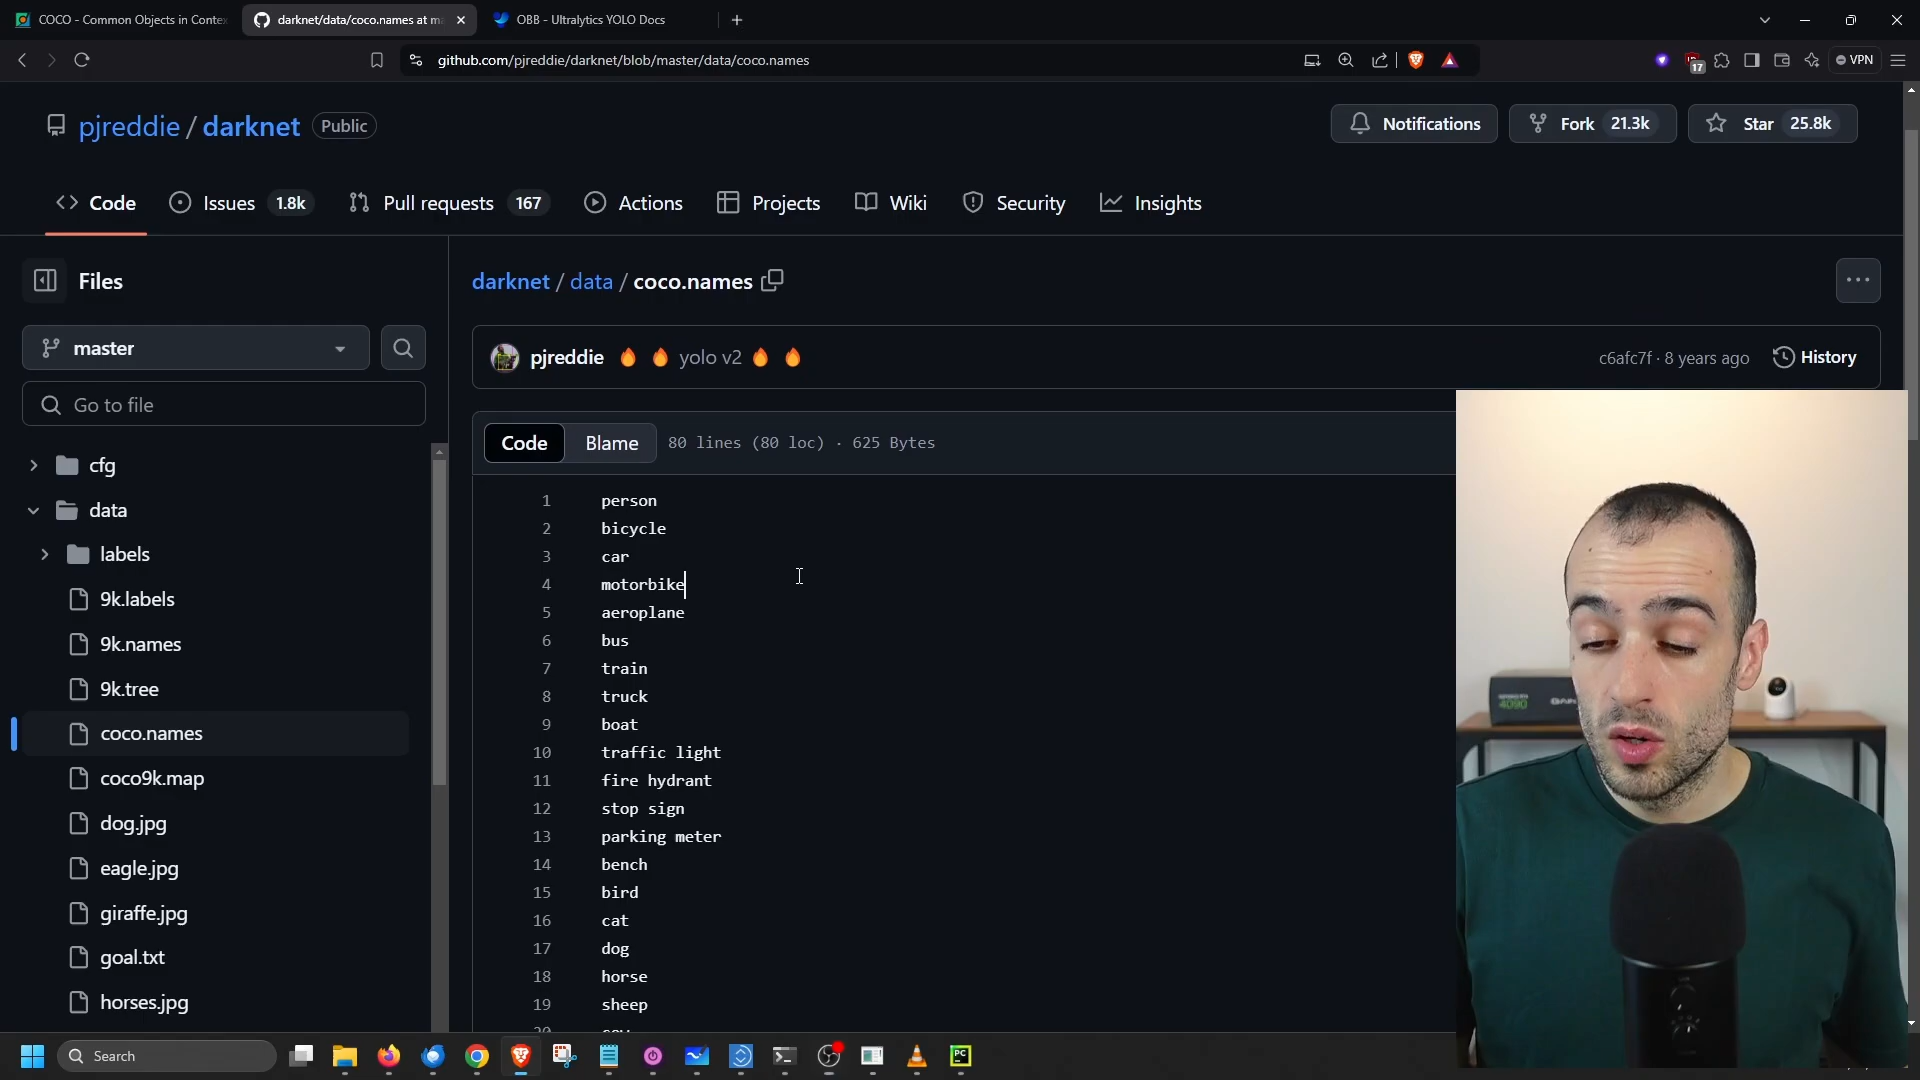 COCO - Common Objects in Contex
darknet/data/coco.names at ma
OBB - Ultralytics YOLO Docs
github.com/pjreddie/darknet/blob/master/data/coco.names
17
VPN
pjreddie / darknet Public
Notifications
Fork 21.3k
Star 25.8k
Code
Issues 1.8k
Pull requests 167
Actions
Projects
Wiki
Security
Insights
Files
darknet / data / coco.names
master
pjreddie 🔥 🔥 yolo v2 🔥 🔥
c6afc7f · 8 years ago
History
Go to file
Code
Blame
80 lines (80 loc) · 625 Bytes
cfg
data
labels
9k.labels
9k.names
9k.tree
coco.names
coco9k.map
dog.jpg
eagle.jpg
giraffe.jpg
goal.txt
horses.jpg
1 person
2 bicycle
3 car
4 motorbike
5 aeroplane
6 bus
7 train
8 truck
9 boat
10 traffic light
11 fire hydrant
12 stop sign
13 parking meter
14 bench
15 bird
16 cat
17 dog
18 horse
19 sheep
20 cow
4090
Search
PC